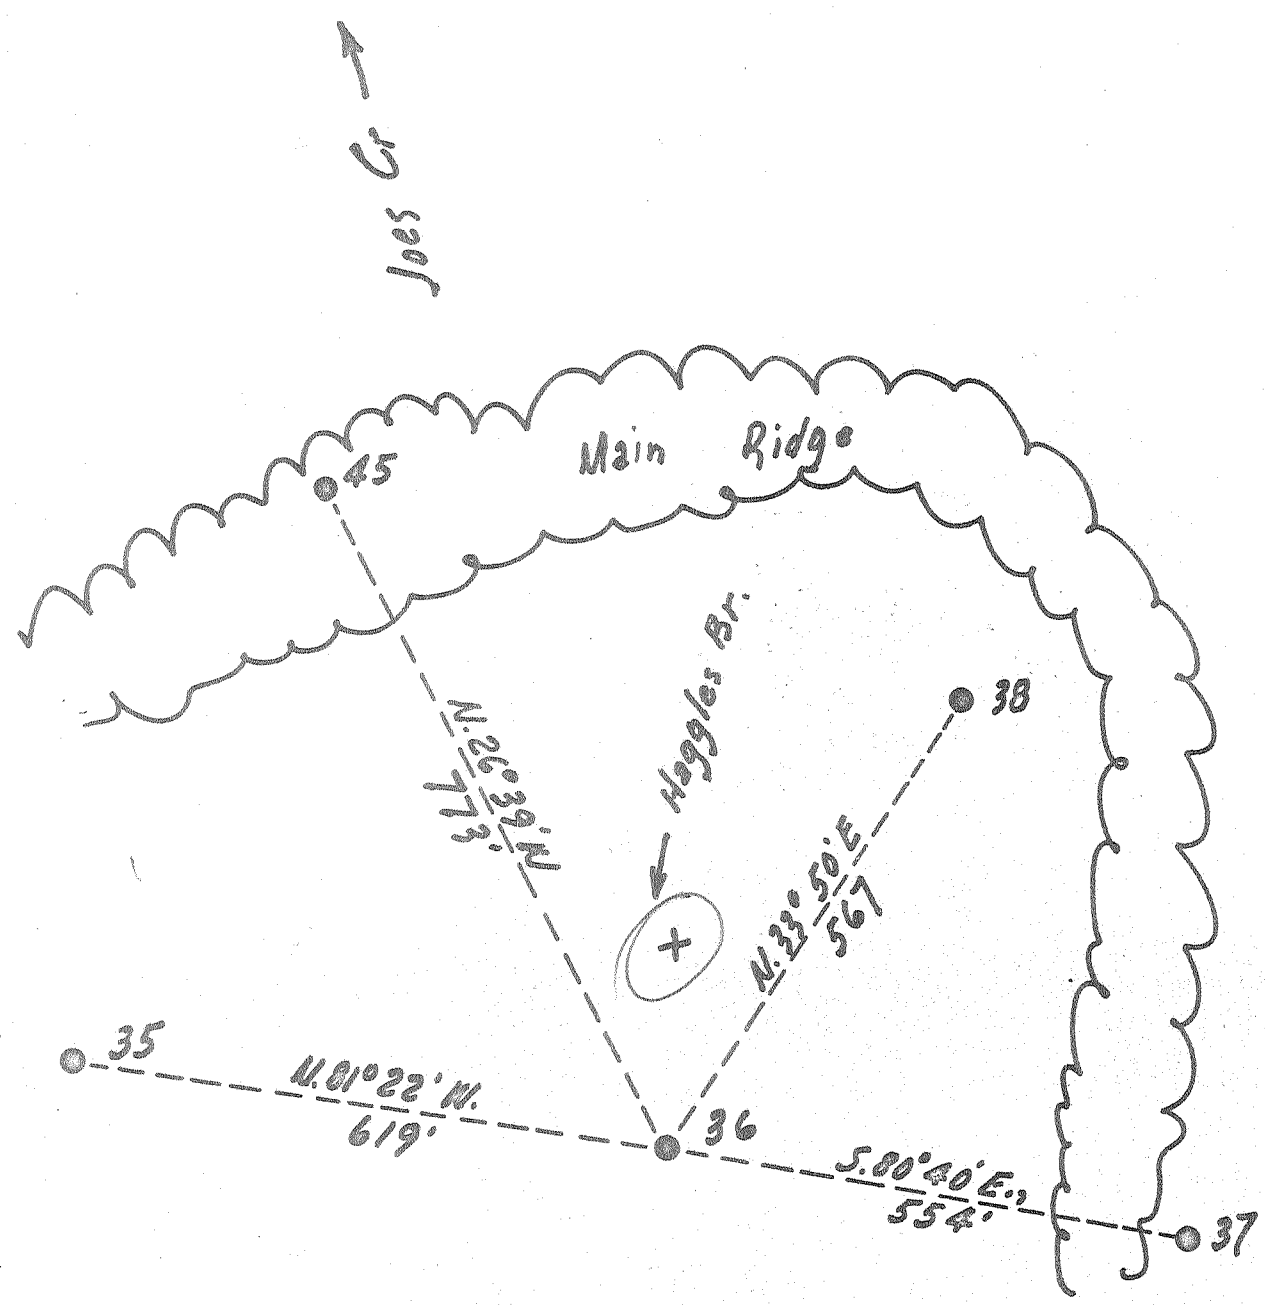 Joes Cr
Main Ridge
45
Haggles Br.
38
N.26°39'W
773'
N.33°50'E
567
35
N.81°22'W.
619'
36
S.80°40'E.,
554'
37